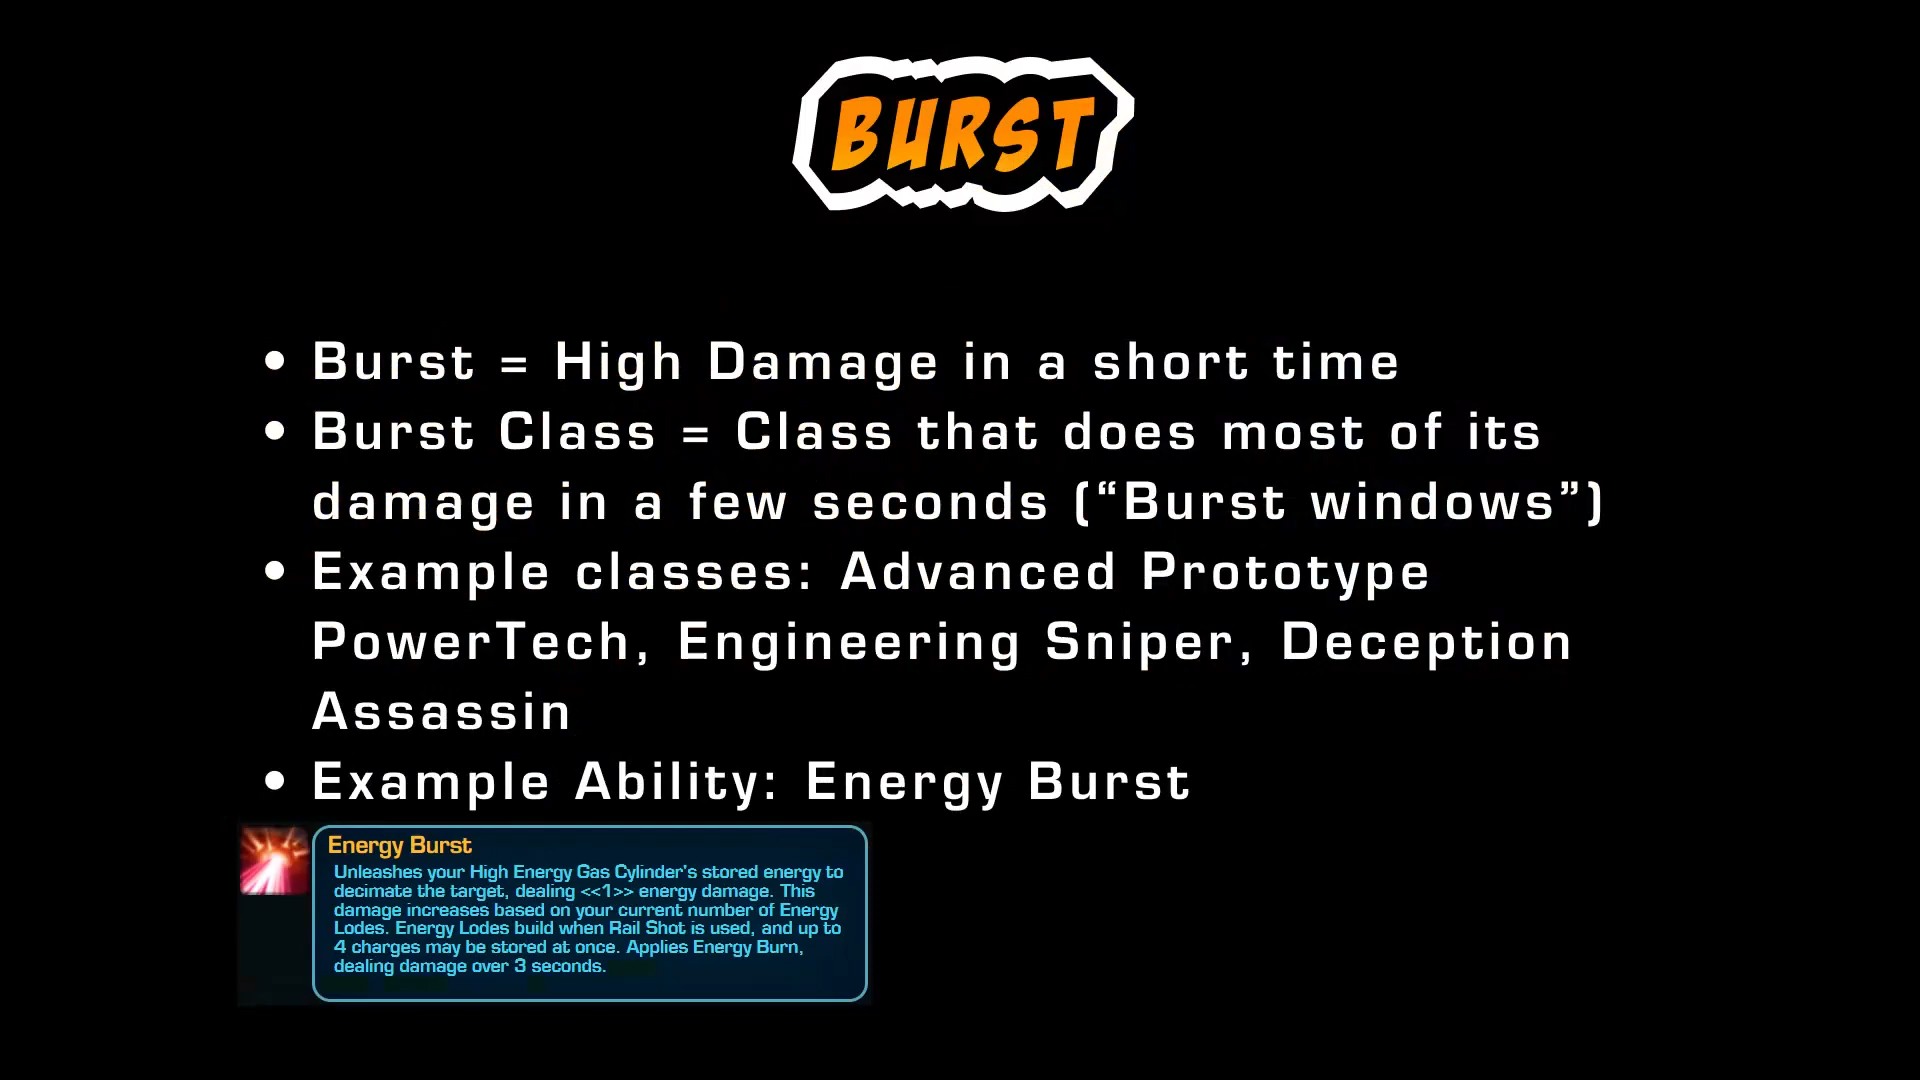 BURST
• Burst = High Damage in a short time
• Burst Class = Class that does most of its
damage in a few seconds (“Burst windows”)
• Example classes: Advanced Prototype
PowerTech, Engineering Sniper, Deception
Assassin
• Example Ability: Energy Burst
Energy Burst
Unleashes your High Energy Gas Cylinder's stored energy to
decimate the target, dealing <<1>> energy damage. This
damage increases based on your current number of Energy
Lodes. Energy Lodes build when Rail Shot is used, and up to
4 charges may be stored at once. Applies Energy Burn,
dealing damage over 3 seconds.